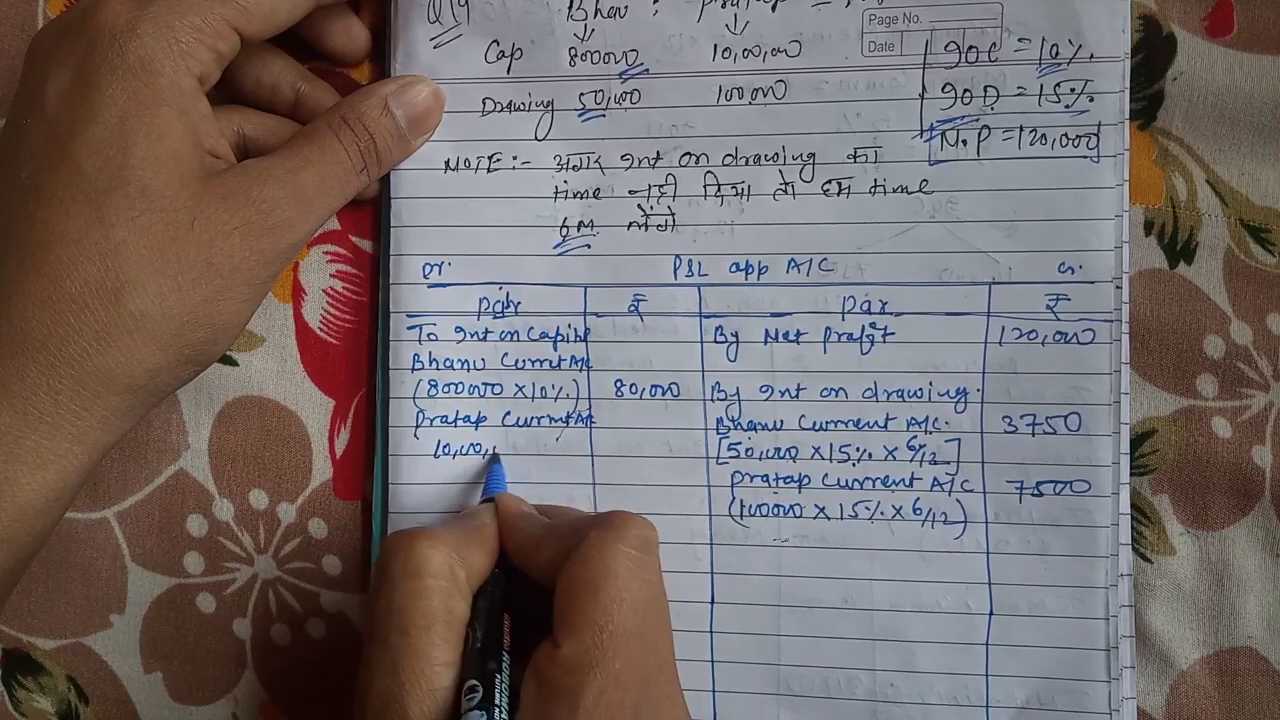 Q19 Bhanu : Pratap
Page No.
Date
Cap 800000 10,00,000
IOC = 10%
Drawing 50,000 100,000
IOD = 15%
N.P = 120,000
NOTE:- अगर Int on drawing का
time नही दिया हो हम time
6M. लेंगे
Dr. P&L app A/C Cr.
par ₹ par ₹
To Int on Capital By Net Profit 120,000
Bhanu Current A/c
(800000 × 10%.) 80,000 By Int on drawing.
Pratap Current A/c Bhanu Current A/C. 3750
10,00, [50,000 × 15% × 6/12]
Pratap Current A/C 7500
(100000 × 15% × 6/12)